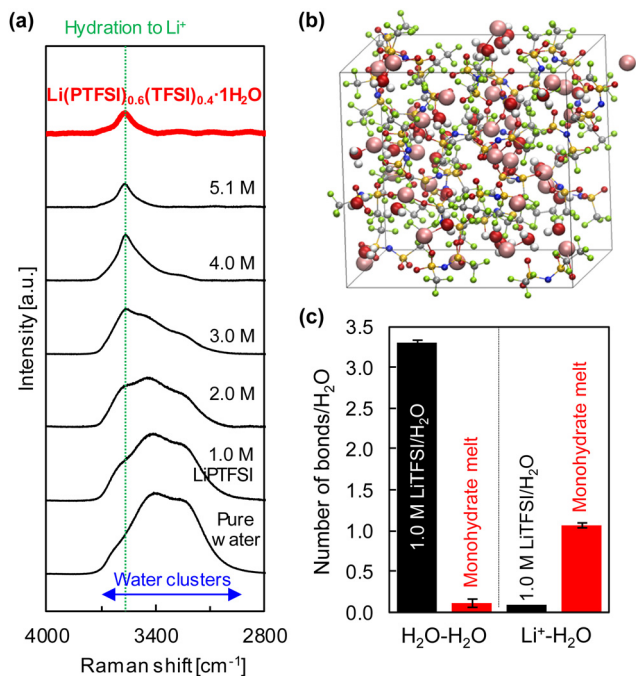 (a)
Hydration to Li⁺
Li(PTFSI)₀.₆(TFSI)₀.₄·1H₂O
5.1 M
4.0 M
3.0 M
2.0 M
1.0 M
LiPTFSI
Pure
water
Water clusters
Intensity [a.u.]
4000 3400 2800
Raman shift [cm⁻¹]
(b)
(c)
3.5
3.0
2.5
2.0
1.5
1.0
0.5
0.0
Number of bonds/H₂O
1.0 M LiTFSI/H₂O
Monohydrate melt
1.0 M LiTFSI/H₂O
Monohydrate melt
H₂O-H₂O Li⁺-H₂O